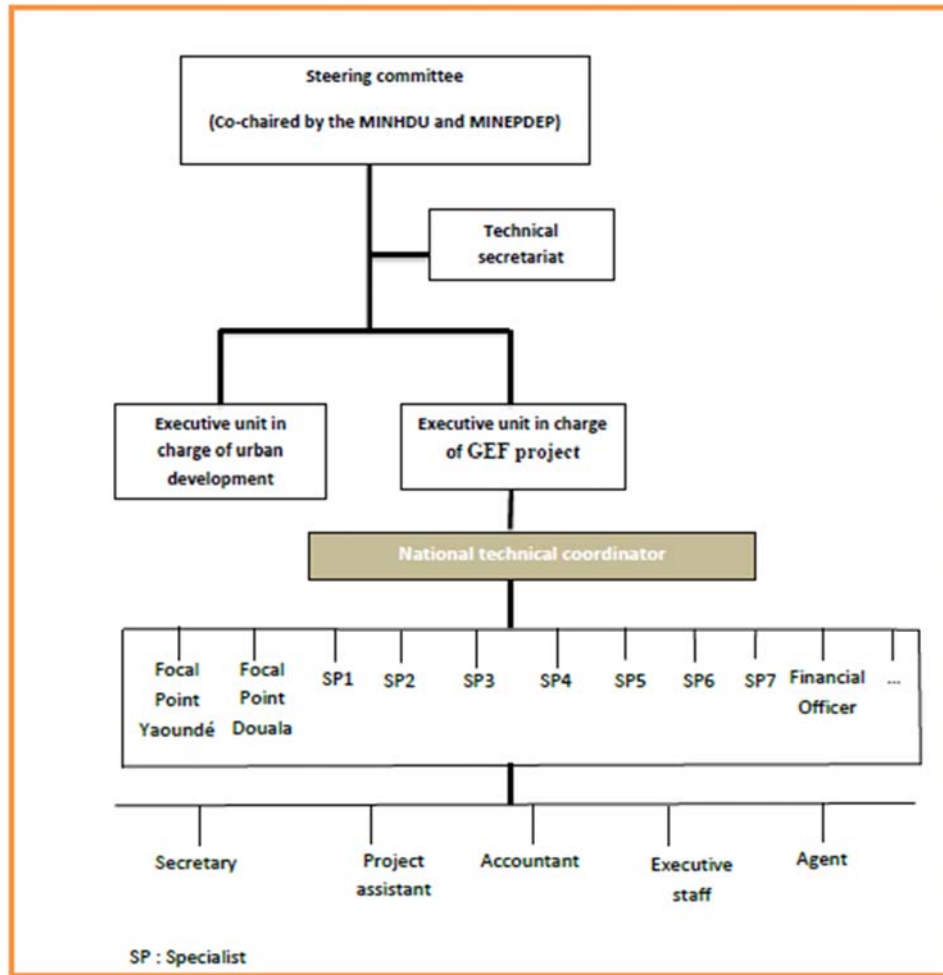 Steering committee
(Co-chaired by the MINHDU and MINEPDEP)
Technical
secretariat
Executive unit in
charge of urban
development
Executive unit in charge
of GEF project
National technical coordinator
Focal
Point
Yaoundé
Focal
Point
Douala
SP1
SP2
SP3
SP4
SP5
SP6
SP7
Financial
Officer
...
Secretary
Project
assistant
Accountant
Executive
staff
Agent
SP : Specialist